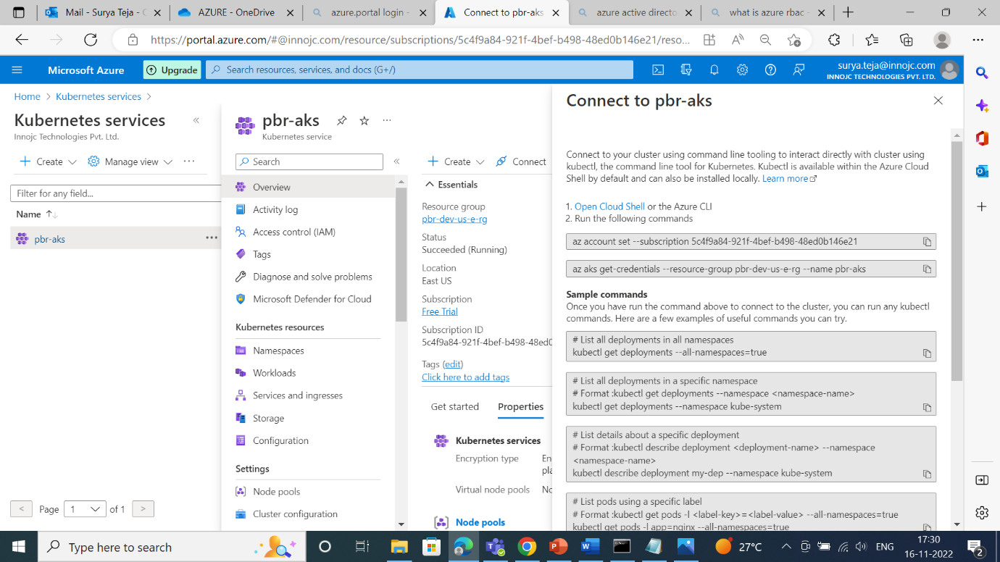 Mail - Surya Teja - O
AZURE - OneDrive
azure.portal login -
Connect to pbr-aks
azure active directo
what is azure rbac -
https://portal.azure.com/#@innojc.com/resource/subscriptions/5c4f9a84-921f-4bef-b498-48ed0b146e21/reso...
Microsoft Azure
Upgrade
Search resources, services, and docs (G+/)
surya.teja@innojc.com
INNOJC TECHNOLOGIES PVT. LTD.
Home > Kubernetes services >
Kubernetes services
Innojc Technologies Pvt. Ltd.
Create
Manage view
Filter for any field...
Name
pbr-aks
Page 1 of 1
pbr-aks
Kubernetes service
Search
Overview
Activity log
Access control (IAM)
Tags
Diagnose and solve problems
Microsoft Defender for Cloud
Kubernetes resources
Namespaces
Workloads
Services and ingresses
Storage
Configuration
Settings
Node pools
Cluster configuration
Create
Connect
Essentials
Resource group
pbr-dev-us-e-rg
Status
Succeeded (Running)
Location
East US
Subscription
Free Trial
Subscription ID
5c4f9a84-921f-4bef-b498-48ed0
Tags (edit)
Click here to add tags
Get started
Properties
Kubernetes services
Encryption type
En
pla
Virtual node pools
No
Node pools
Connect to pbr-aks
Connect to your cluster using command line tooling to interact directly with cluster using
kubectl, the command line tool for Kubernetes. Kubectl is available within the Azure Cloud
Shell by default and can also be installed locally. Learn more
1. Open Cloud Shell or the Azure CLI
2. Run the following commands
az account set --subscription 5c4f9a84-921f-4bef-b498-48ed0b146e21
az aks get-credentials --resource-group pbr-dev-us-e-rg --name pbr-aks
Sample commands
Once you have run the command above to connect to the cluster, you can run any kubectl
commands. Here are a few examples of useful commands you can try.
# List all deployments in all namespaces
kubectl get deployments --all-namespaces=true
# List all deployments in a specific namespace
# Format :kubectl get deployments --namespace <namespace-name>
kubectl get deployments --namespace kube-system
# List details about a specific deployment
# Format :kubectl describe deployment <deployment-name> --namespace
<namespace-name>
kubectl describe deployment my-dep --namespace kube-system
# List pods using a specific label
# Format :kubectl get pods -l <label-key>=<label-value> --all-namespaces=true
kubectl get pods -l app=nginx --all-namespaces=true
Type here to search
27°C
ENG
17:30
16-11-2022
2